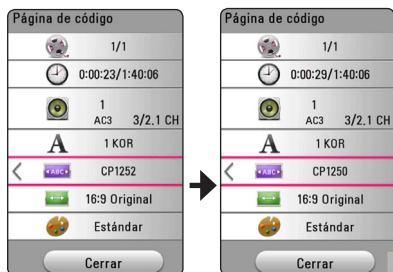 Página de código
1/1
0:00:23/1:40:06
1
AC3 3/2.1 CH
A 1 KOR
ABC CP1252
16:9 Original
Estándar
Cerrar
Página de código
1/1
0:00:29/1:40:06
1
AC3 3/2.1 CH
A 1 KOR
ABC CP1250
16:9 Original
Estándar
Cerrar